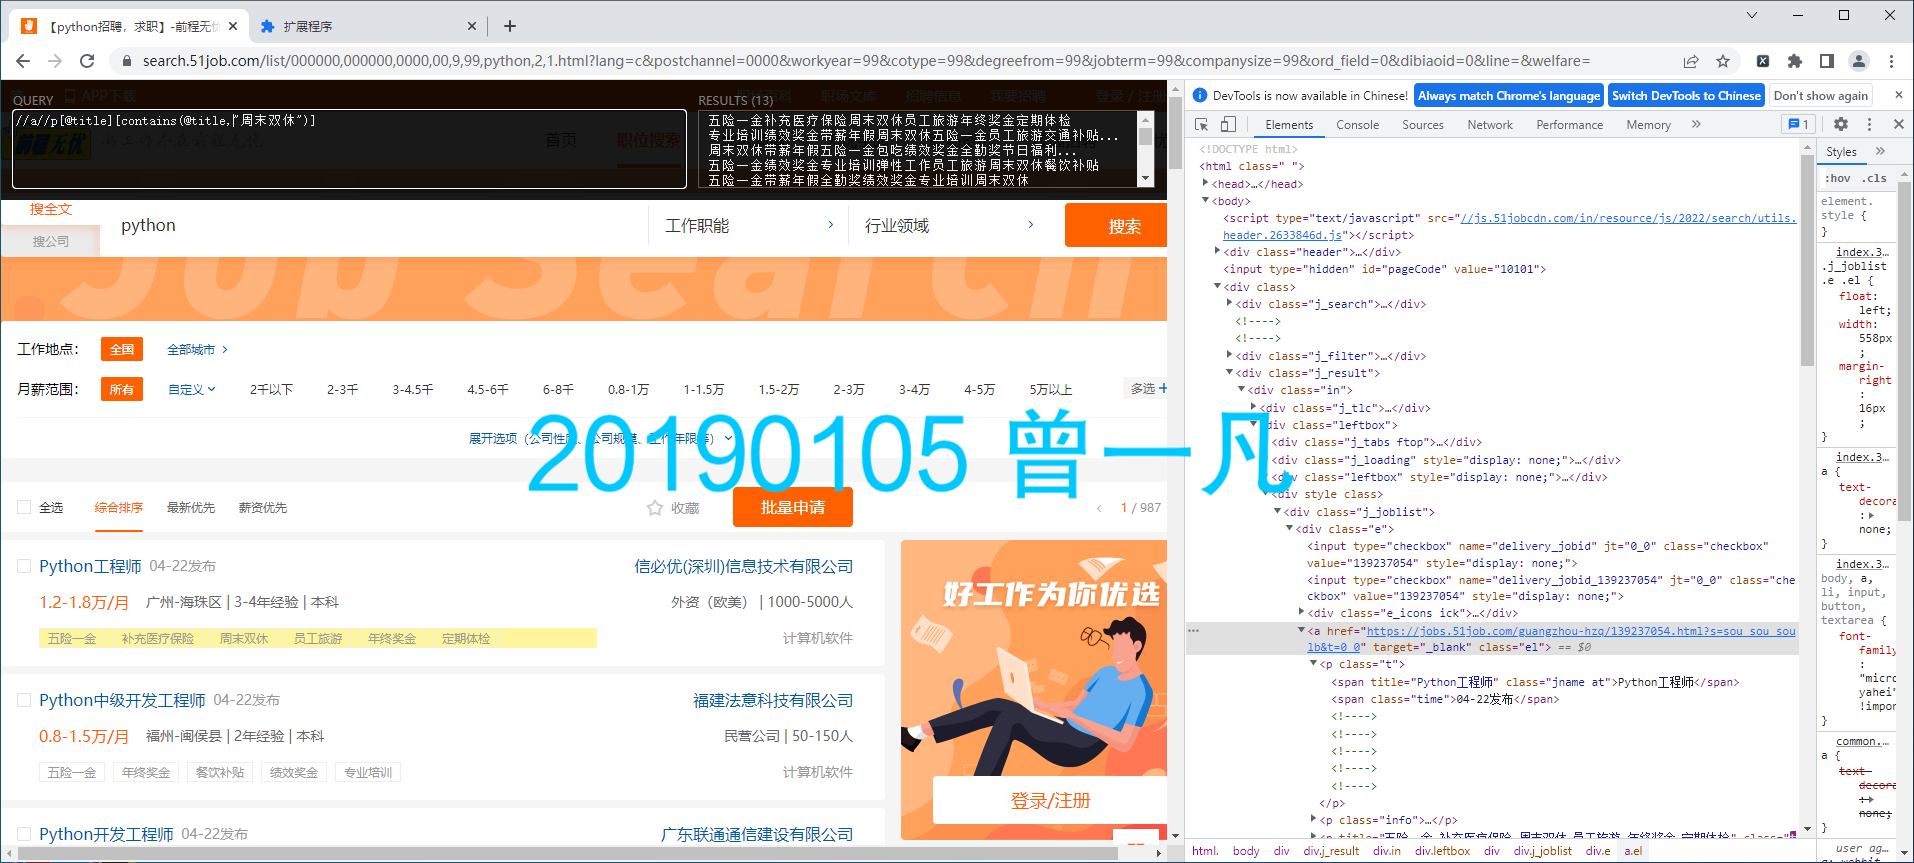 【python招聘，求职】-前程无忧
扩展程序
search.51job.com/list/000000,000000,0000,00,9,99,python,2,1.html?lang=c&postchannel=0000&workyear=99&cotype=99&degreefrom=99&jobterm=99&companysize=99&ord_field=0&dibiaoid=0&line=&welfare=
QUERY
//a//p[@title][contains(@title,"周末双休")]
RESULTS (13)
五险一金补充医疗保险周末双休员工旅游年终奖金定期体检
专业培训绩效奖金带薪年假周末双休五险一金员工旅游交通补贴...
周末双休带薪年假五险一金包吃绩效奖金全勤奖节日福利...
五险一金绩效奖金专业培训弹性工作员工旅游周末双休餐饮补贴
五险一金带薪年假全勤奖绩效奖金专业培训周末双休
APP下载
前程无忧
首页
职位搜索
搜全文
搜公司
python
工作职能
行业领域
搜索
Job Search
工作地点：
全国
全部城市
月薪范围：
所有
自定义
2千以下
2-3千
3-4.5千
4.5-6千
6-8千
0.8-1万
1-1.5万
1.5-2万
2-3万
3-4万
4-5万
5万以上
多选
20190105 曾一凡
全选
综合排序
最新优先
薪资优先
收藏
批量申请
1 / 987
Python工程师 04-22发布
信必优(深圳)信息技术有限公司
1.2-1.8万/月 广州-海珠区 | 3-4年经验 | 本科
外资（欧美） | 1000-5000人
五险一金 补充医疗保险 周末双休 员工旅游 年终奖金 定期体检
计算机软件
Python中级开发工程师 04-22发布
福建法意科技有限公司
0.8-1.5万/月 福州-闽侯县 | 2年经验 | 本科
民营公司 | 50-150人
五险一金 年终奖金 餐饮补贴 绩效奖金 专业培训
计算机软件
Python开发工程师 04-22发布
广东联通通信建设有限公司
好工作为你优选
登录/注册
DevTools is now available in Chinese!
Always match Chrome's language
Switch DevTools to Chinese
Don't show again
Elements Console Sources Network Performance Memory
1
<!DOCTYPE html>
<html class=" ">
<head>…</head>
<body>
<script type="text/javascript" src="//js.51jobcdn.com/in/resource/js/2022/search/utils.
header.2633846d.js"></script>
<div class="header">…</div>
<input type="hidden" id="pageCode" value="10101">
<div class>
<div class="j_search">…</div>
<!---->
<!---->
<div class="j_filter">…</div>
<div class="j_result">
<div class="in">
<div class="j_tlc">…</div>
<div class="leftbox">
<div class="j_tabs ftop">…</div>
<div class="j_loading" style="display: none;">…</div>
<div class="leftbox" style="display: none;">…</div>
<div style class>
<div class="j_joblist">
<div class="e">
<input type="checkbox" name="delivery_jobid" jt="0_0" class="checkbox"
value="139237054" style="display: none;">
<input type="checkbox" name="delivery_jobid_139237054" jt="0_0" class="che
ckbox" value="139237054" style="display: none;">
<div class="e_icons ick">…</div>
<a href="https://jobs.51job.com/guangzhou-hzq/139237054.html?s=sou_sou_sou
lb&t=0_0" target="_blank" class="el"> == $0
<p class="t">
<span title="Python工程师" class="jname at">Python工程师</span>
<span class="time">04-22发布</span>
<!---->
<!---->
<!---->
<!---->
<!---->
</p>
<p class="info">…</p>
html. body div div.j_result div.in div.leftbox div div.j_joblist div.e a.el
Styles
:hov .cls
element.
style {
}
index.3…
.j_joblist
.e .el {
float:
left;
width:
558px
;
margin-
right
:
16px
;
}
index.3…
a {
text-
decora
:
none;
}
index.3…
body, a,
li, input,
button,
textarea {
font-
family
:
"micro
yahei"
!impor
}
common.…
a {
text-
decora
:
none;
}
user ag…